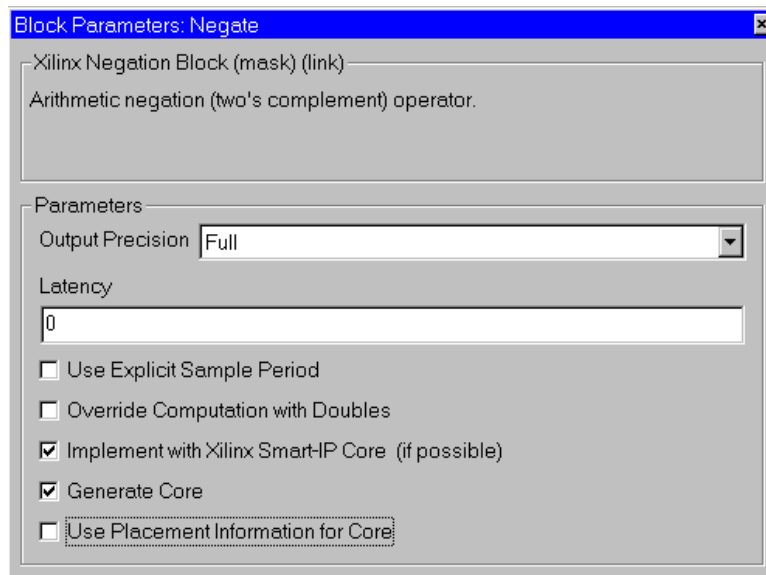 Block Parameters: Negate
Xilinx Negation Block (mask) (link)
Arithmetic negation (two's complement) operator.
Parameters
Output Precision Full
Latency
0
Use Explicit Sample Period
Override Computation with Doubles
Implement with Xilinx Smart-IP Core (if possible)
Generate Core
Use Placement Information for Core